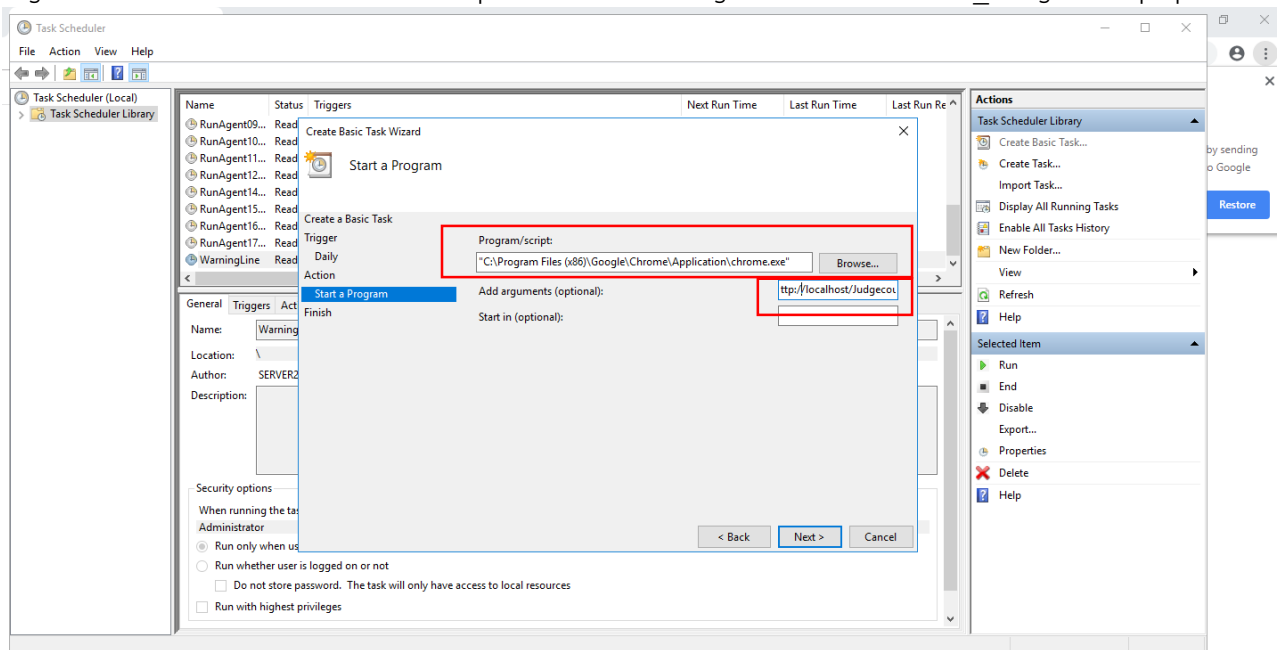 Task Scheduler
File Action View Help
Task Scheduler (Local)
Task Scheduler Library
Name Status Triggers Next Run Time Last Run Time Last Run Re
RunAgent09... Read
RunAgent10... Read
RunAgent11... Read
RunAgent12... Read
RunAgent14... Read
RunAgent15... Read
RunAgent16... Read
RunAgent17... Read
WarningLine Read
Create Basic Task Wizard
Start a Program
Create a Basic Task
Trigger
Daily
Action
Start a Program
Finish
Program/script:
"C:\Program Files (x86)\Google\Chrome\Application\chrome.exe" Browse...
Add arguments (optional): ttp://localhost/Judgecou
Start in (optional):
< Back Next > Cancel
General Triggers Act
Name: Warning
Location: \
Author: SERVER2
Description:
Security options
When running the tas
Administrator
Run only when us
Run whether user is logged on or not
Do not store password. The task will only have access to local resources
Run with highest privileges
Actions
Task Scheduler Library
Create Basic Task...
Create Task...
Import Task...
Display All Running Tasks
Enable All Tasks History
New Folder...
View
Refresh
Help
Selected Item
Run
End
Disable
Export...
Properties
Delete
Help
by sending
o Google
Restore